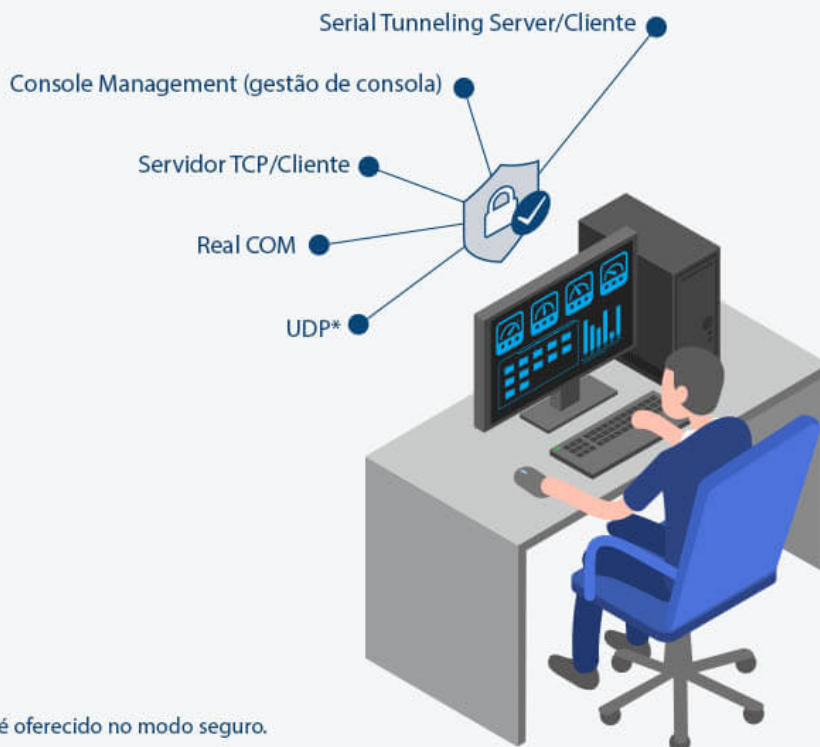 Serial Tunneling Server/Cliente
Console Management (gestão de consola)
Servidor TCP/Cliente
Real COM
UDP*
é oferecido no modo seguro.